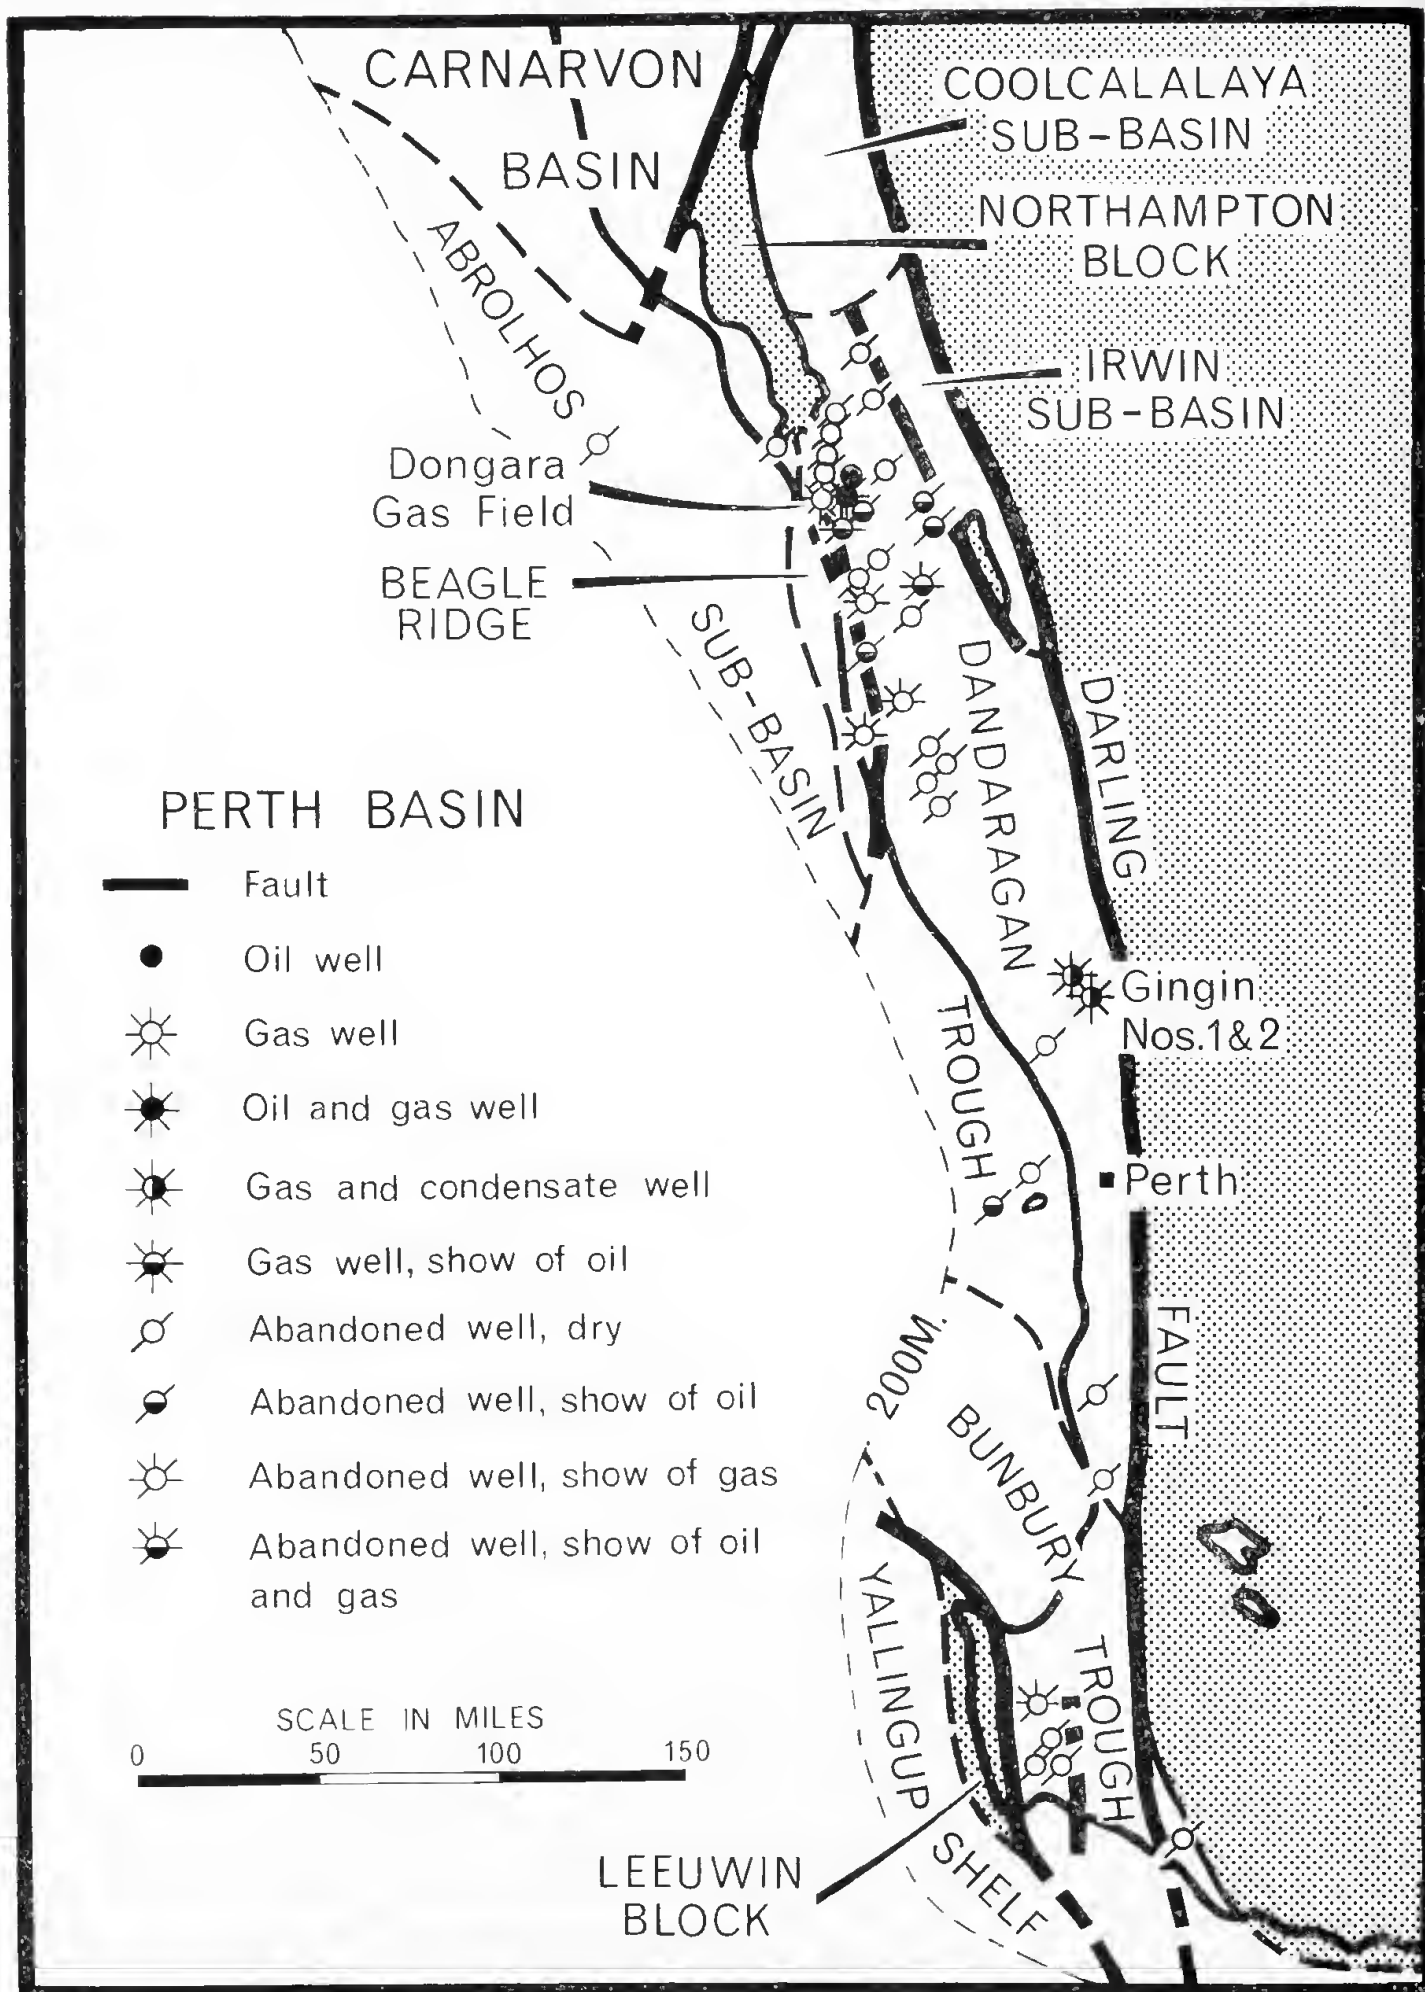 CARNARVON
BASIN
COOLCALALAYA
SUB-BASIN
NORTHAMPTON
BLOCK
ABROLHOS
IRWIN
SUB-BASIN
Dongara
Gas Field
BEAGLE
RIDGE
SUB-BASIN
DANDARAGAN
DARLING
PERTH BASIN
Fault
Oil well
Gas well
Oil and gas well
Gas and condensate well
Gas well, show of oil
Abandoned well, dry
Abandoned well, show of oil
Abandoned well, show of gas
Abandoned well, show of oil
and gas
Gingin
Nos.1&2
TROUGH
Perth
FAULT
200M.
BUNBURY
TROUGH
YALLINGUP
SHELF
SCALE IN MILES
0 50 100 150
LEEUWIN
BLOCK